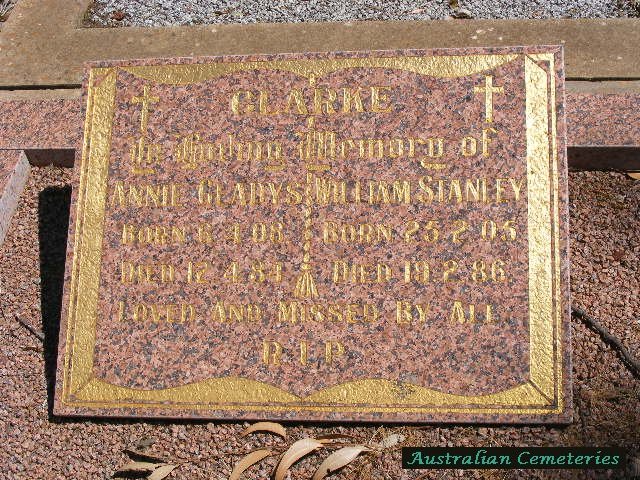 CLARKE
In Loving Memory of
ANNIE GLADYS WILLIAM STANLEY
BORN 6.4.08. BORN 25.2.05
DIED 12.4.84 DIED 19.2.86
LOVED AND MISSED BY ALL
R.I.P.
Australian Cemeteries